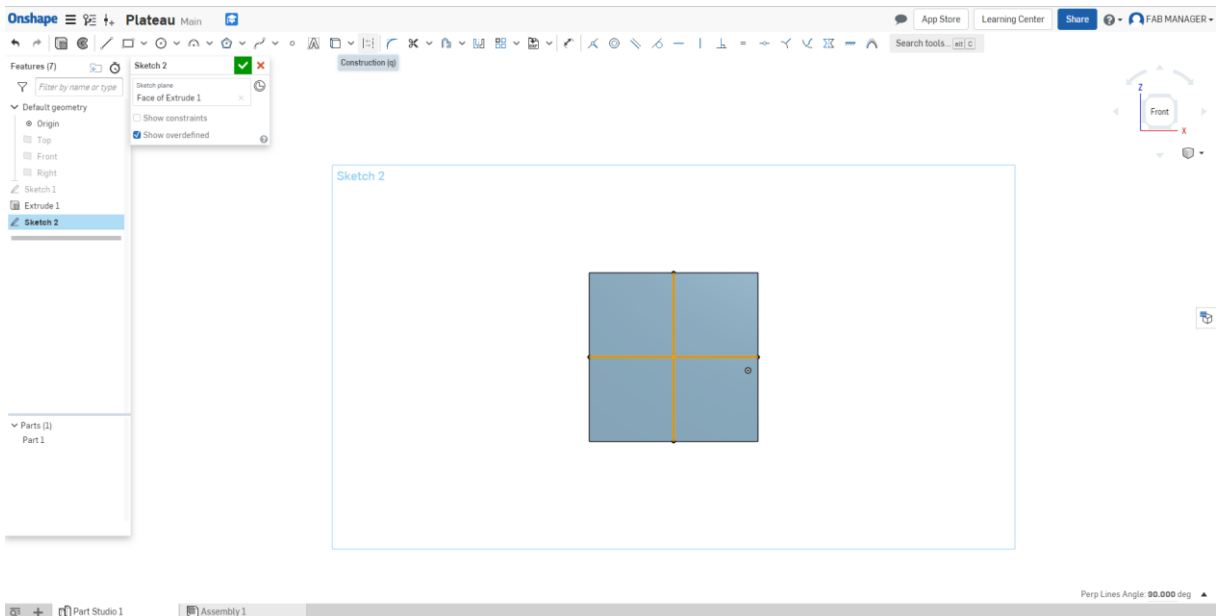 Onshape Plateau Main App Store Learning Center Share FAB MANAGER
Search tools... alt C
Features (7)
Filter by name or type
Default geometry
Origin
Top
Front
Right
Sketch 1
Extrude 1
Sketch 2
Sketch 2
Sketch plane
Face of Extrude 1
Show constraints
Show overdefined
Construction (q)
Sketch 2
Z
Front
X
Parts (1)
Part 1
Perp Lines Angle: 90.000 deg
Part Studio 1 Assembly 1